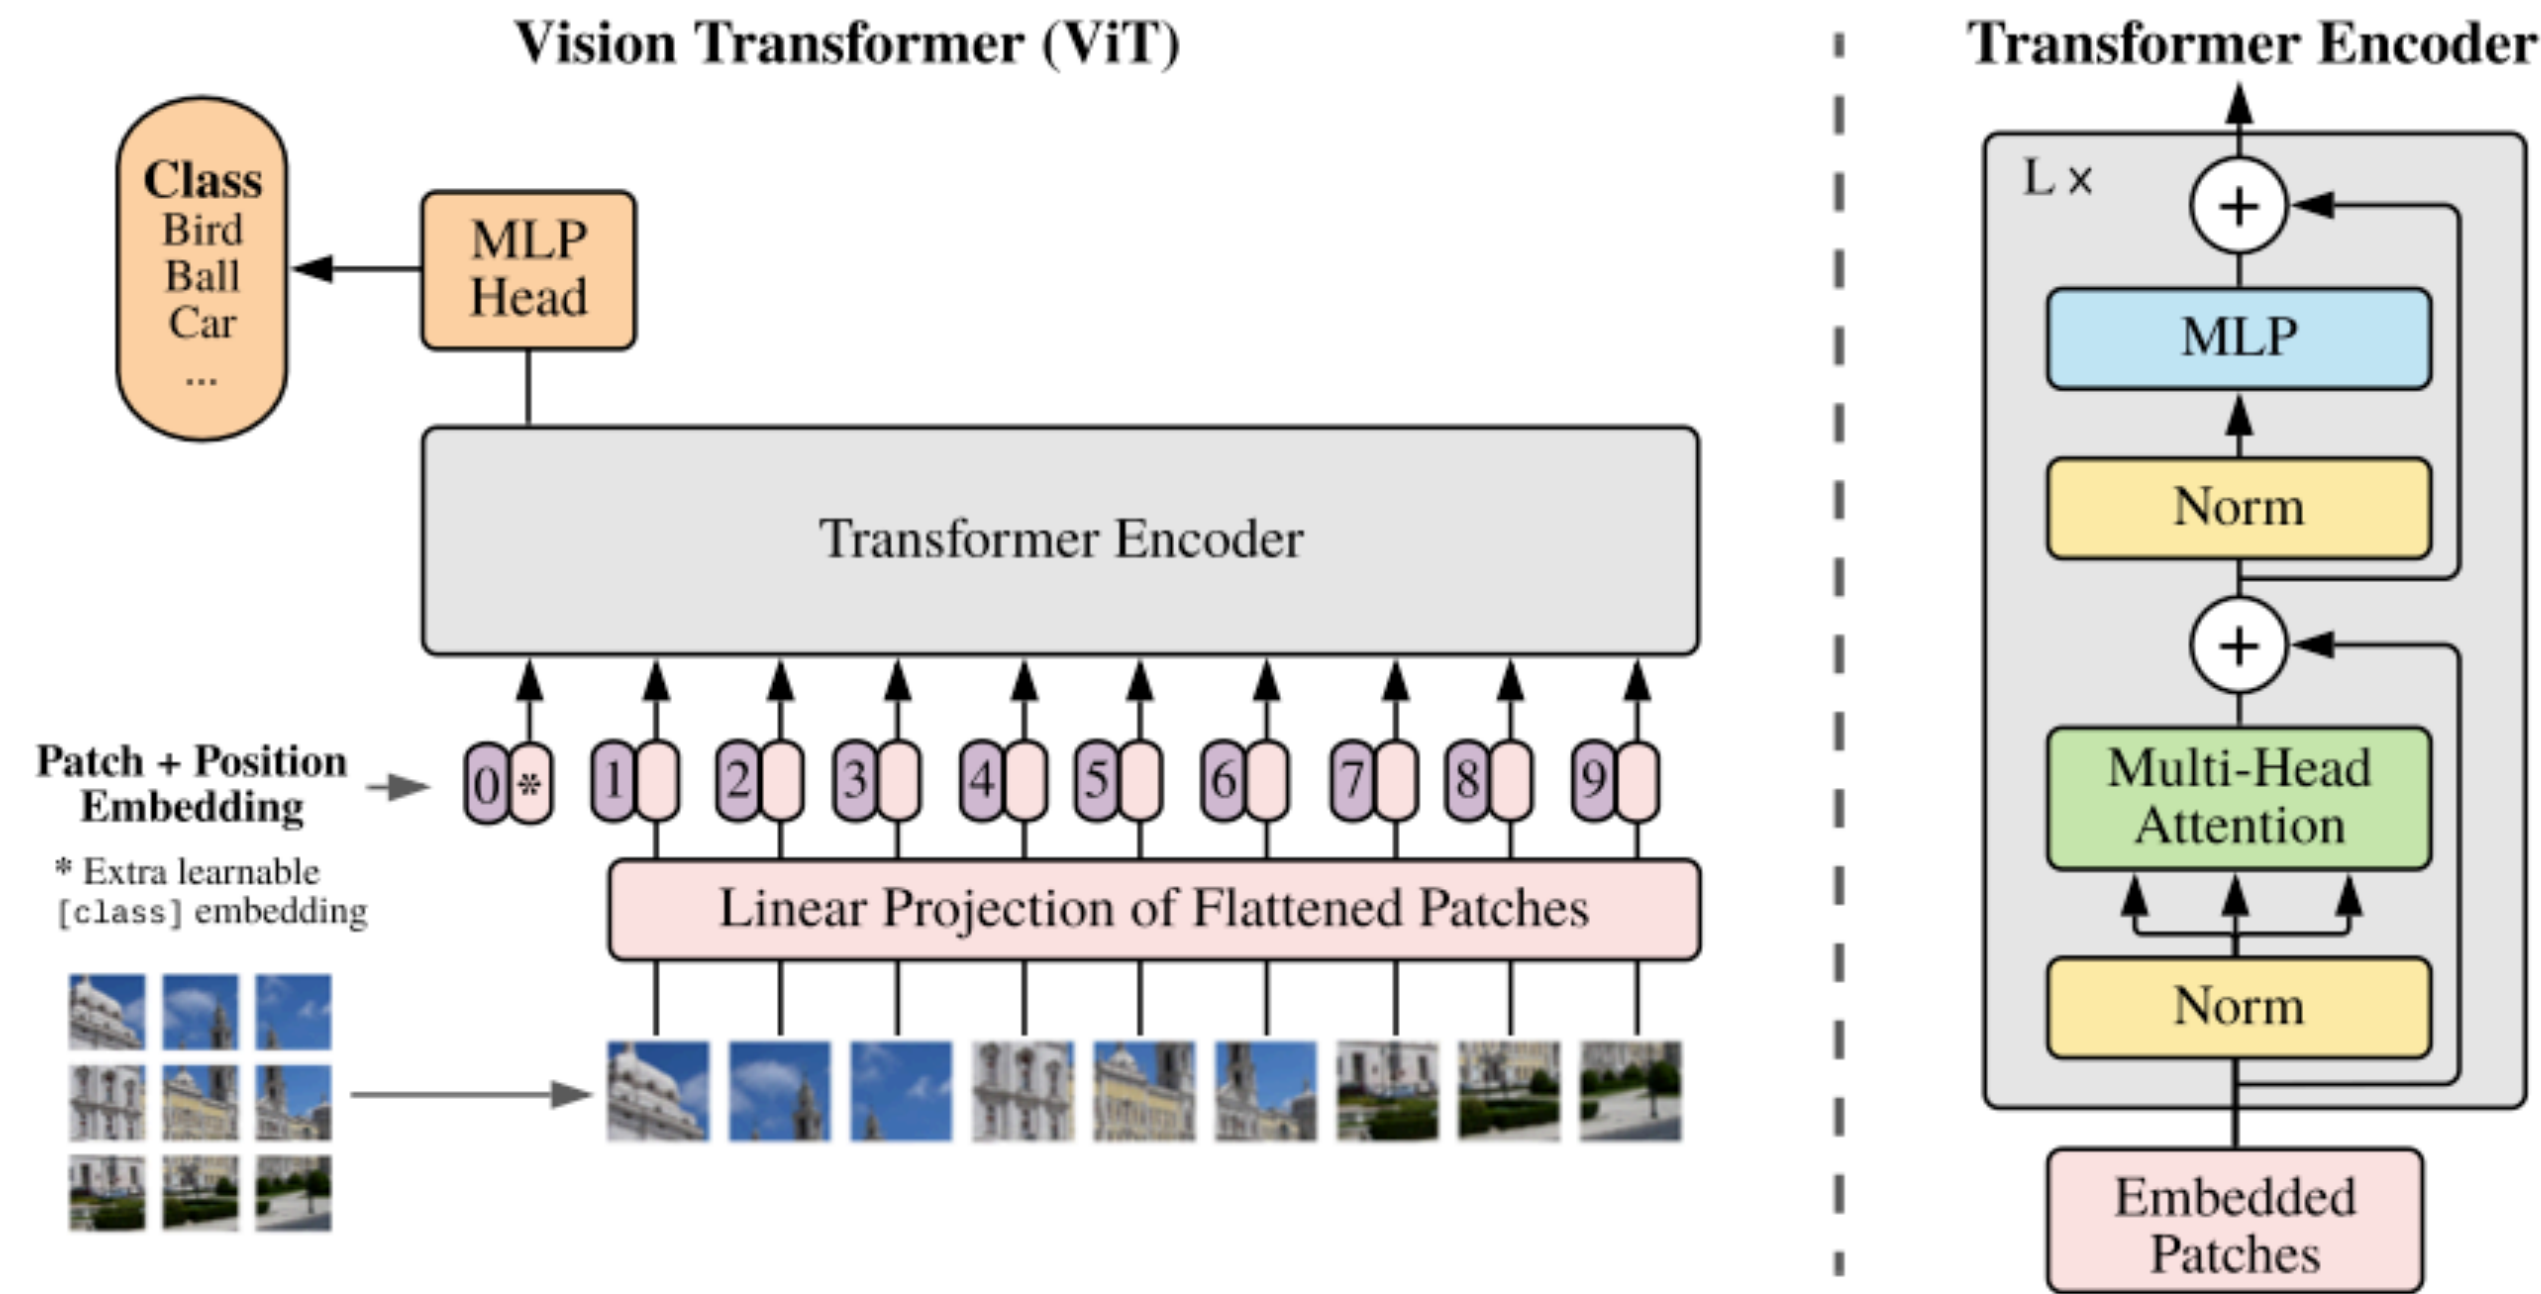 Vision Transformer (ViT)
Class
Bird
Ball
Car
...
MLP
Head
Transformer Encoder
Patch + Position
Embedding
0 * 1 2 3 4 5 6 7 8 9
* Extra learnable
[class] embedding
Linear Projection of Flattened Patches
Transformer Encoder
L ×
+
MLP
Norm
+
Multi-Head
Attention
Norm
Embedded
Patches